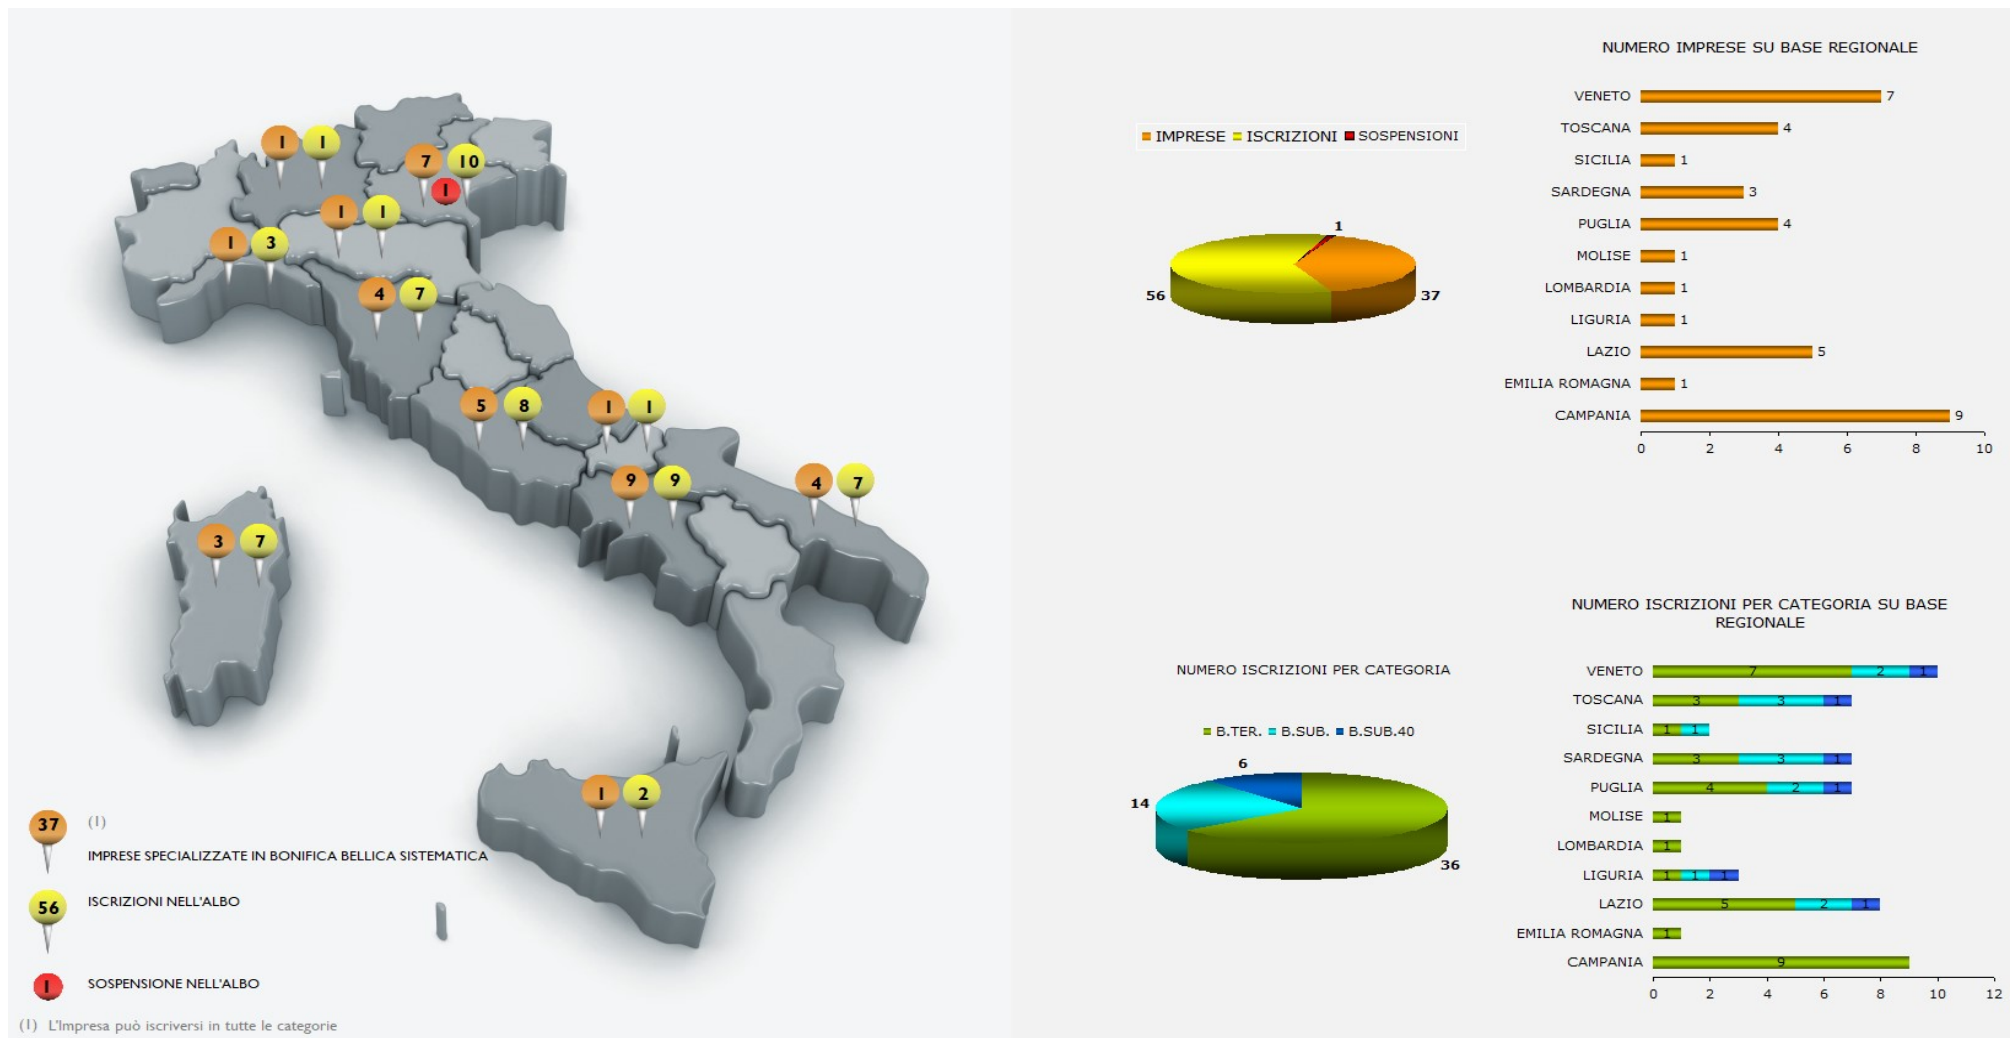 1 1
7 10
1
1 1
1 3
4 7
5 8
1 1
9 9
4 7
3 7
1 2
37 (1)
IMPRESE SPECIALIZZATE IN BONIFICA BELLICA SISTEMATICA
56 ISCRIZIONI NELL'ALBO
1 SOSPENSIONE NELL'ALBO
(1) L'Impresa può iscriversi in tutte le categorie
IMPRESE ISCRIZIONI SOSPENSIONI
1
56
37
NUMERO IMPRESE SU BASE REGIONALE
VENETO 7
TOSCANA 4
SICILIA 1
SARDEGNA 3
PUGLIA 4
MOLISE 1
LOMBARDIA 1
LIGURIA 1
LAZIO 5
EMILIA ROMAGNA 1
CAMPANIA 9
0 2 4 6 8 10
NUMERO ISCRIZIONI PER CATEGORIA
B.TER. B.SUB. B.SUB.40
6
14
36
NUMERO ISCRIZIONI PER CATEGORIA SU BASE
REGIONALE
VENETO 7 2 1
TOSCANA 3 3 1
SICILIA 1 1
SARDEGNA 3 3 1
PUGLIA 4 2 1
MOLISE 1
LOMBARDIA 1
LIGURIA 1 1 1
LAZIO 5 2 1
EMILIA ROMAGNA 1
CAMPANIA 9
0 2 4 6 8 10 12